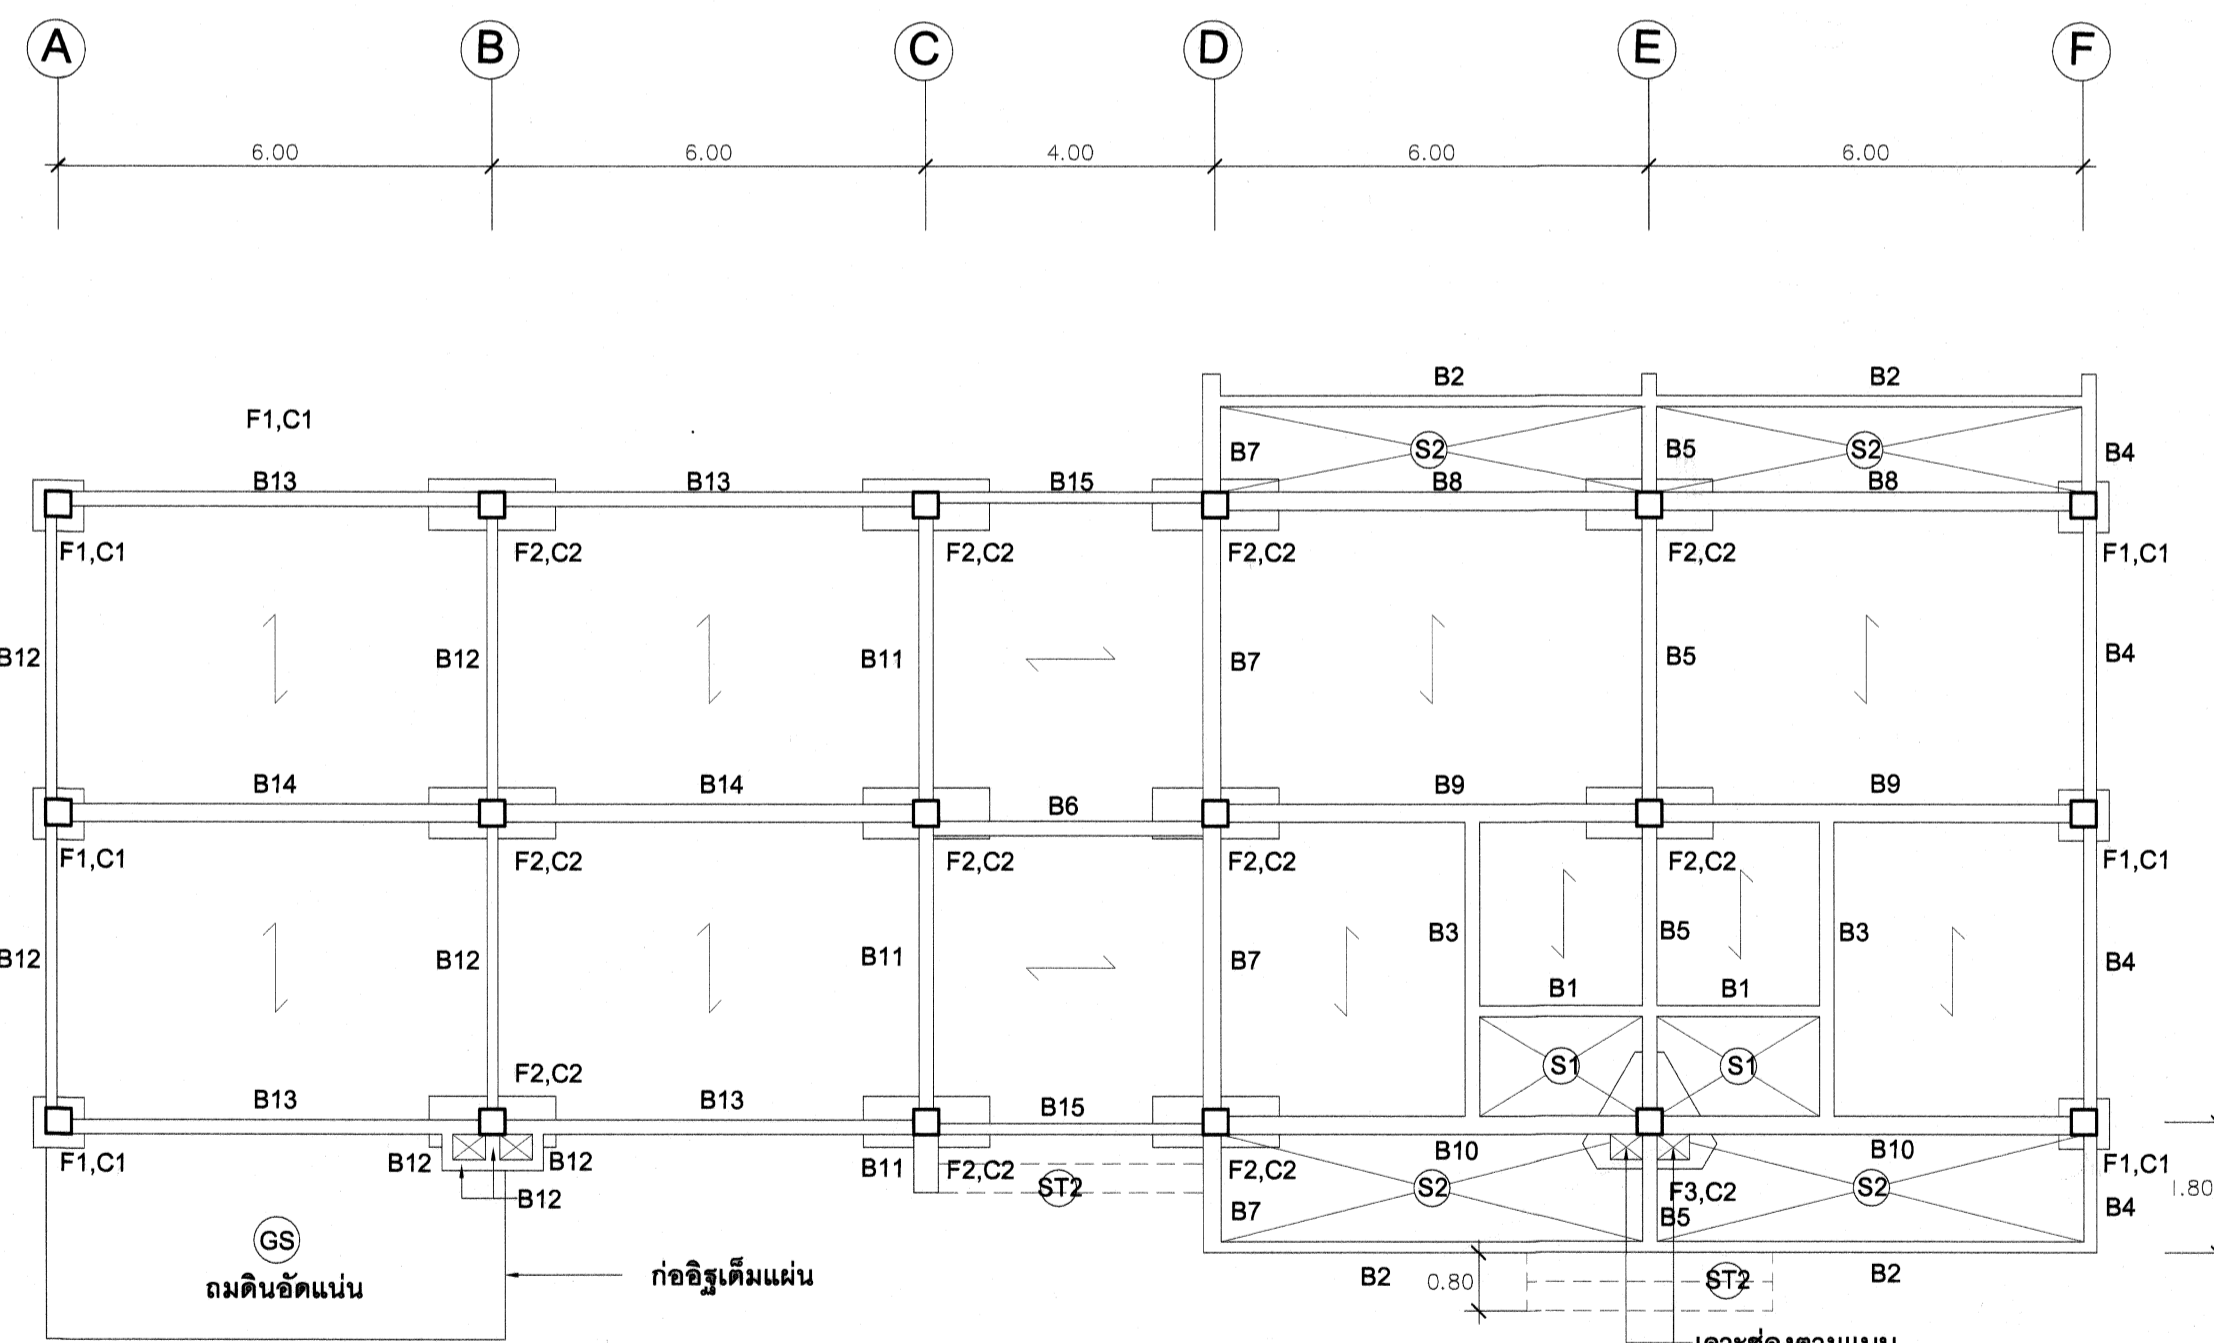 A B C D E F
6.00 6.00 4.00 6.00 6.00
B2 B2
F1,C1
B7 S2 B5 S2 B4
B13 B13 B15 B8 B8
F1,C1 F2,C2 F2,C2 F2,C2 F2,C2 F1,C1
B12 B12 B11 B7 B5 B4
B14 B14 B6 B9 B9
F1,C1 F2,C2 F2,C2 F2,C2 F2,C2 F1,C1
B12 B12 B11 B7 B3 B5 B3 B4
B1 B1
F2,C2 S1 S1
B13 B13 B15
F1,C1 B12 B12 B11 F2,C2 F2,C2 B10 B10 F1,C1
B12 ST2 S2 F3,C2 S2 1.80
B7 B5 B4
GS
ถมดินอัดแน่น ก่ออิฐเต็มแผ่น B2 0.80 ST2 B2